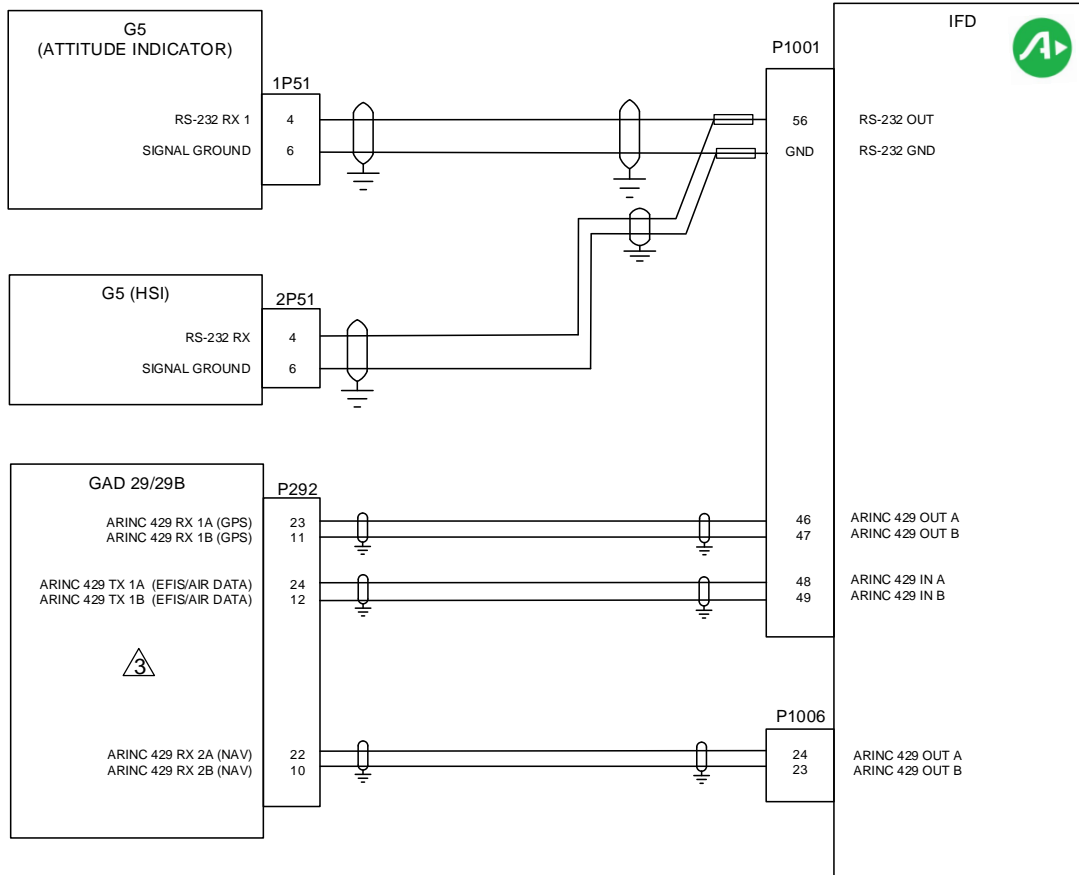 G5
(ATTITUDE INDICATOR)
1P51
RS-232 RX 1 4
SIGNAL GROUND 6
IFD
P1001
56 RS-232 OUT
GND RS-232 GND
G5 (HSI)
2P51
RS-232 RX 4
SIGNAL GROUND 6
GAD 29/29B
P292
ARINC 429 RX 1A (GPS) 23
ARINC 429 RX 1B (GPS) 11
46 ARINC 429 OUT A
47 ARINC 429 OUT B
ARINC 429 TX 1A (EFIS/AIR DATA) 24
ARINC 429 TX 1B (EFIS/AIR DATA) 12
48 ARINC 429 IN A
49 ARINC 429 IN B
3
P1006
ARINC 429 RX 2A (NAV) 22
ARINC 429 RX 2B (NAV) 10
24 ARINC 429 OUT A
23 ARINC 429 OUT B